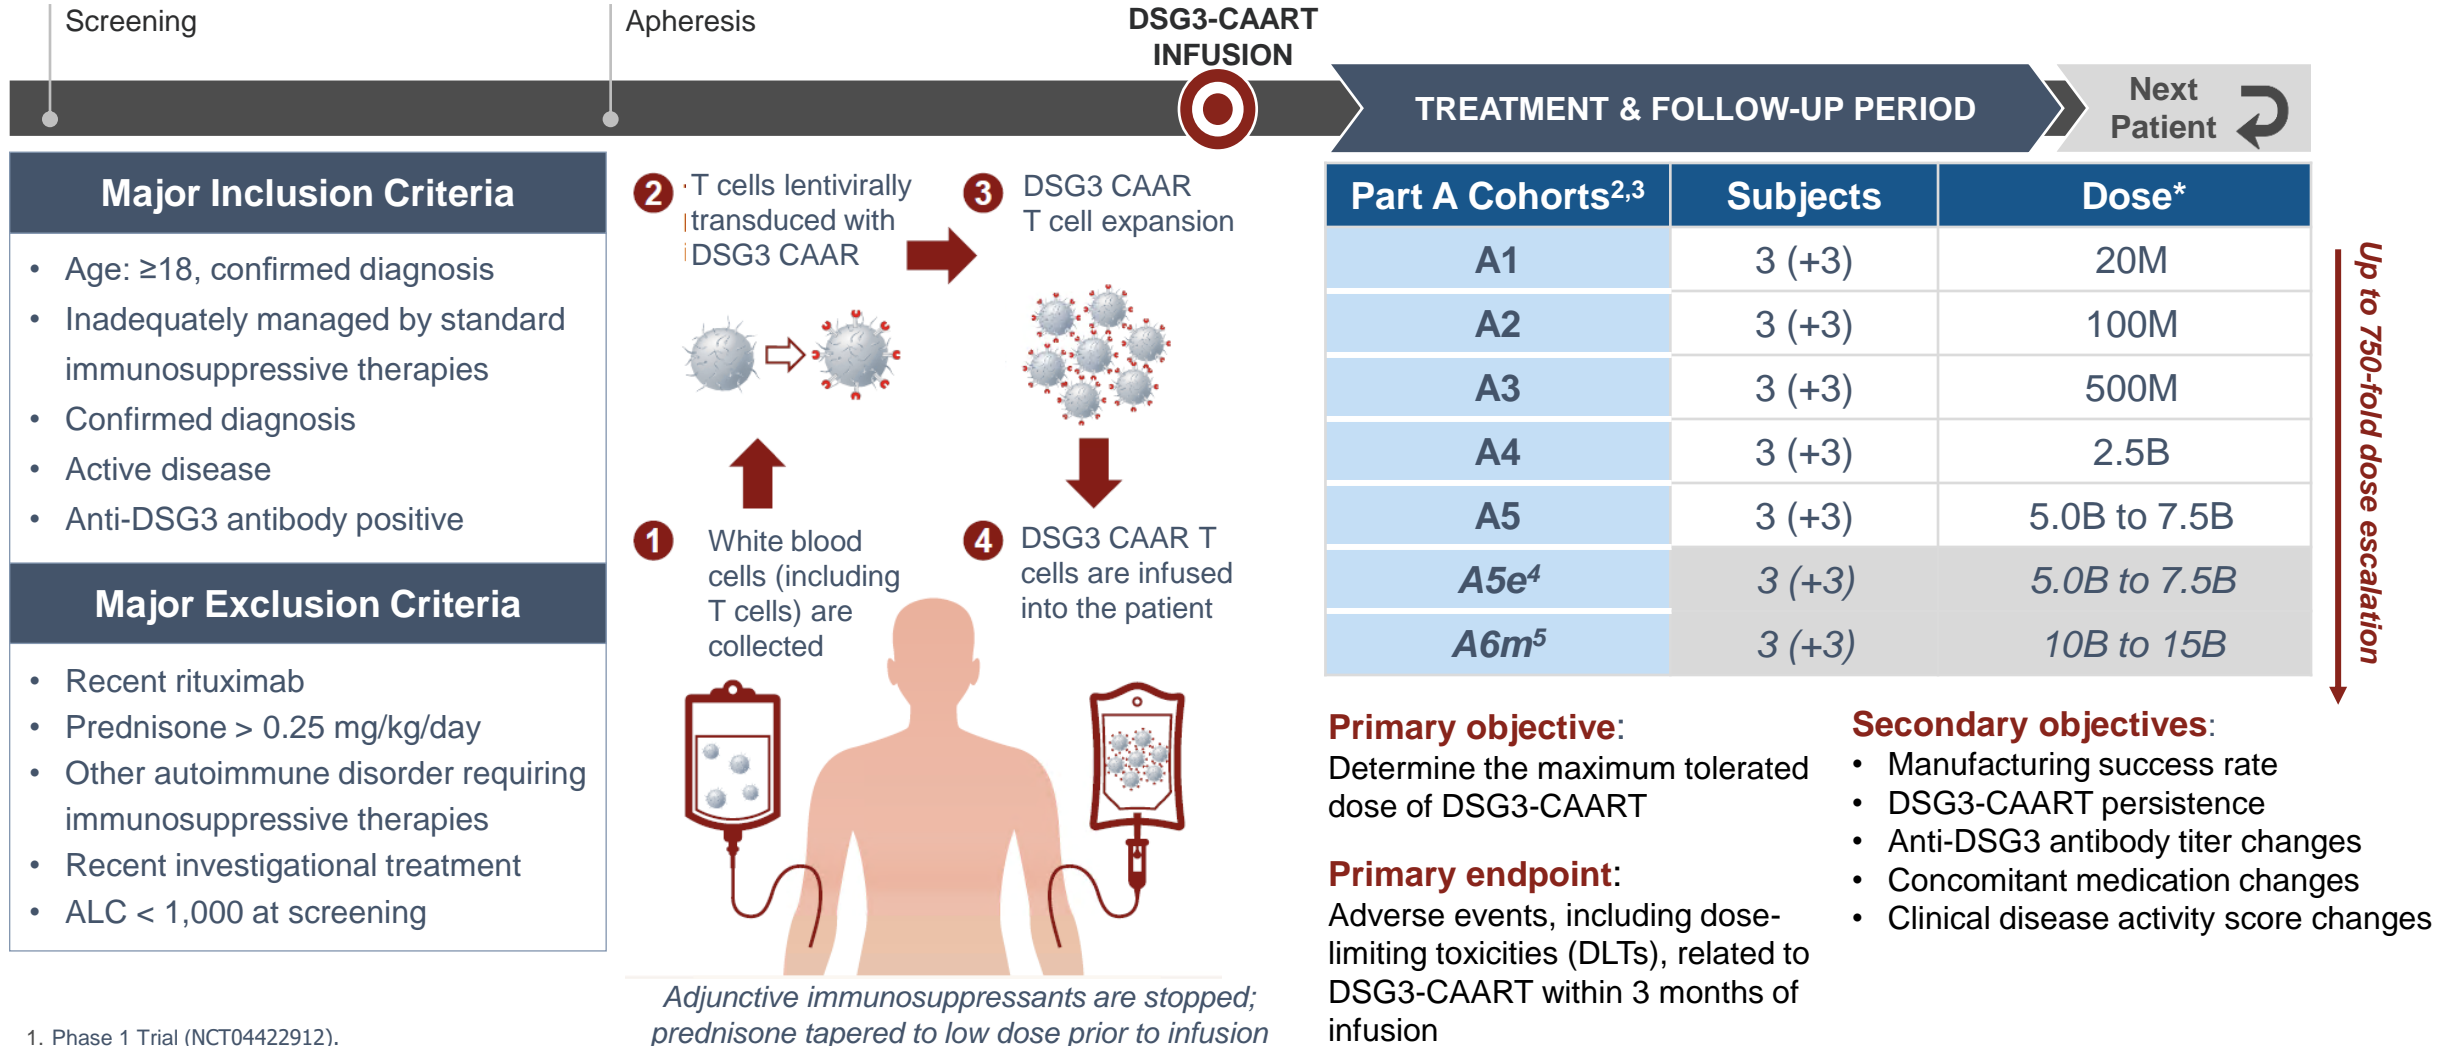 Screening
Apheresis
DSG3-CAART
INFUSION
TREATMENT & FOLLOW-UP PERIOD
Next
Patient
Major Inclusion Criteria
• Age: ≥18, confirmed diagnosis
• Inadequately managed by standard
immunosuppressive therapies
• Confirmed diagnosis
• Active disease
• Anti-DSG3 antibody positive
Major Exclusion Criteria
• Recent rituximab
• Prednisone > 0.25 mg/kg/day
• Other autoimmune disorder requiring
immunosuppressive therapies
• Recent investigational treatment
• ALC < 1,000 at screening
1. Phase 1 Trial (NCT04422912).
2 T cells lentivirally
transduced with
DSG3 CAAR
3 DSG3 CAAR
T cell expansion
1 White blood
cells (including
T cells) are
collected
4 DSG3 CAAR T
cells are infused
into the patient
Adjunctive immunosuppressants are stopped;
prednisone tapered to low dose prior to infusion
Part A Cohorts2,3 Subjects Dose*
A1 3 (+3) 20M
A2 3 (+3) 100M
A3 3 (+3) 500M
A4 3 (+3) 2.5B
A5 3 (+3) 5.0B to 7.5B
A5e4 3 (+3) 5.0B to 7.5B
A6m5 3 (+3) 10B to 15B
Up to 750-fold dose escalation
Primary objective:
Determine the maximum tolerated
dose of DSG3-CAART
Primary endpoint:
Adverse events, including dose-
limiting toxicities (DLTs), related to
DSG3-CAART within 3 months of
infusion
Secondary objectives:
• Manufacturing success rate
• DSG3-CAART persistence
• Anti-DSG3 antibody titer changes
• Concomitant medication changes
• Clinical disease activity score changes